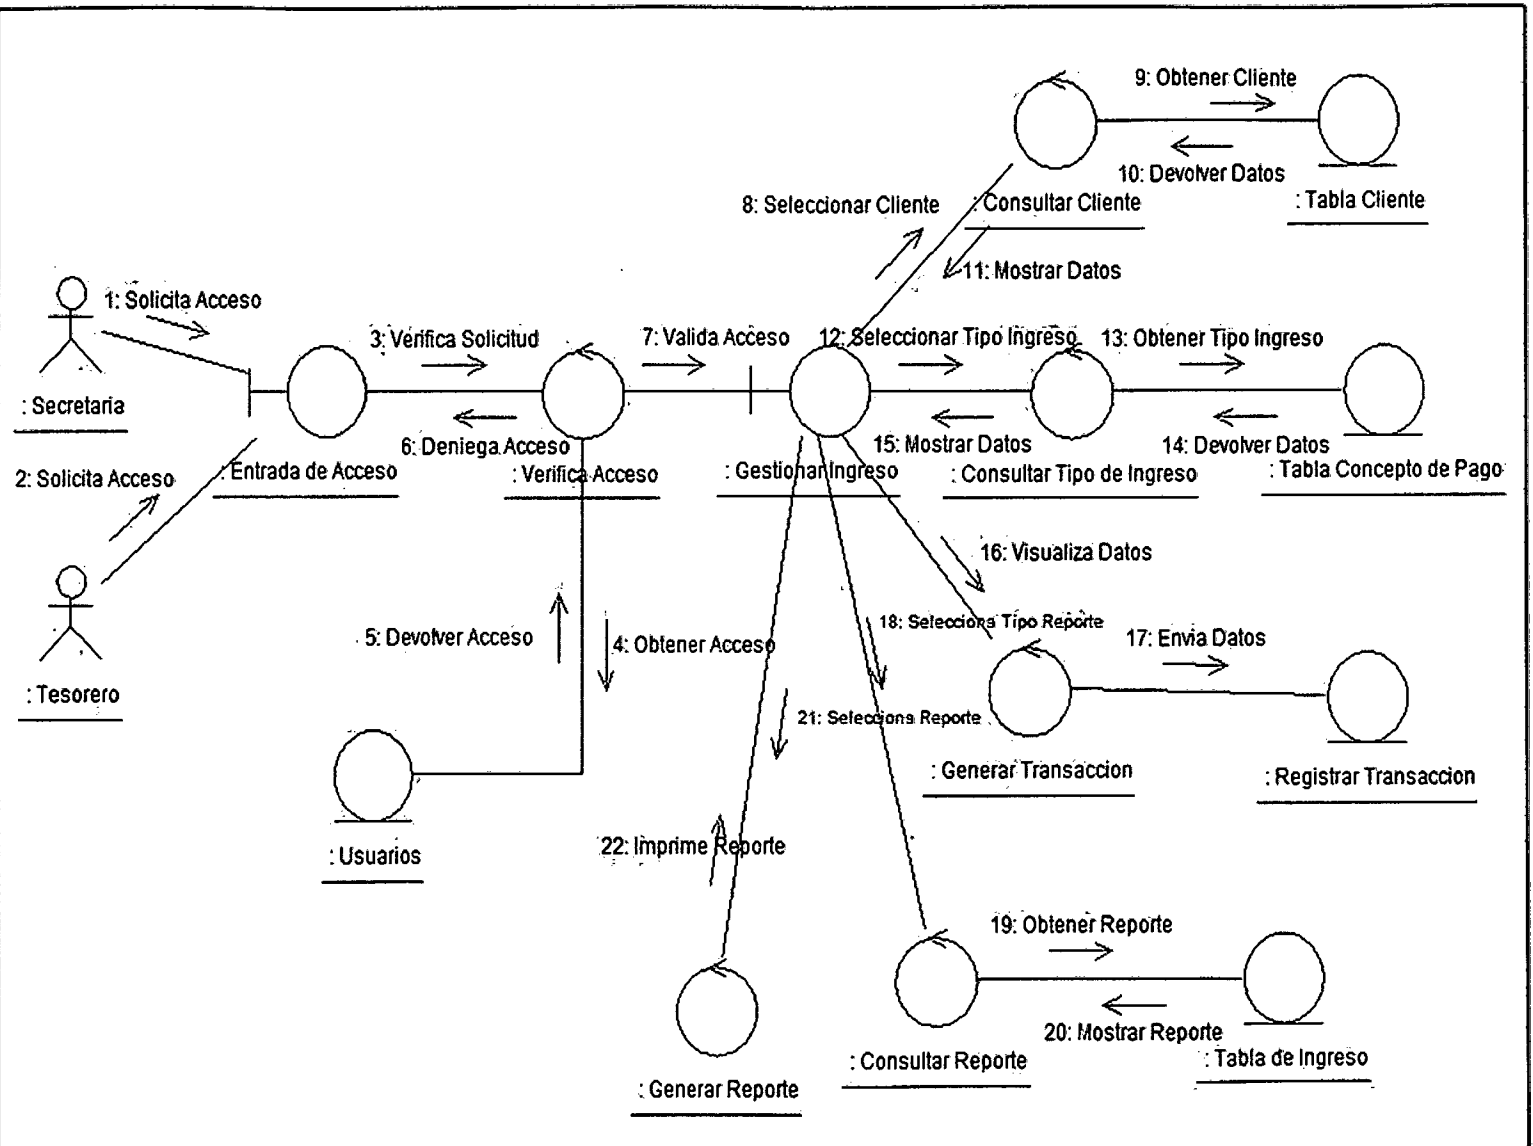 9: Obtener Cliente
10: Devolver Datos
: Tabla Cliente
8: Seleccionar Cliente
: Consultar Cliente
11: Mostrar Datos
1: Solicita Acceso
3: Verifica Solicitud
7: Valida Acceso
12: Seleccionar Tipo Ingreso
13: Obtener Tipo Ingreso
: Secretaria
6: Deniega Acceso
15: Mostrar Datos
14: Devolver Datos
2: Solicita Acceso
: Entrada de Acceso
: Verifica Acceso
: Gestionar Ingreso
: Consultar Tipo de Ingreso
: Tabla Concepto de Pago
16: Visualiza Datos
18: Selecciona Tipo Reporte
5: Devolver Acceso
4: Obtener Acceso
17: Envia Datos
: Tesorero
21: Selecciona Reporte
: Generar Transaccion
: Registrar Transaccion
22: Imprime Reporte
: Usuarios
19: Obtener Reporte
20: Mostrar Reporte
: Consultar Reporte
: Tabla de Ingreso
: Generar Reporte